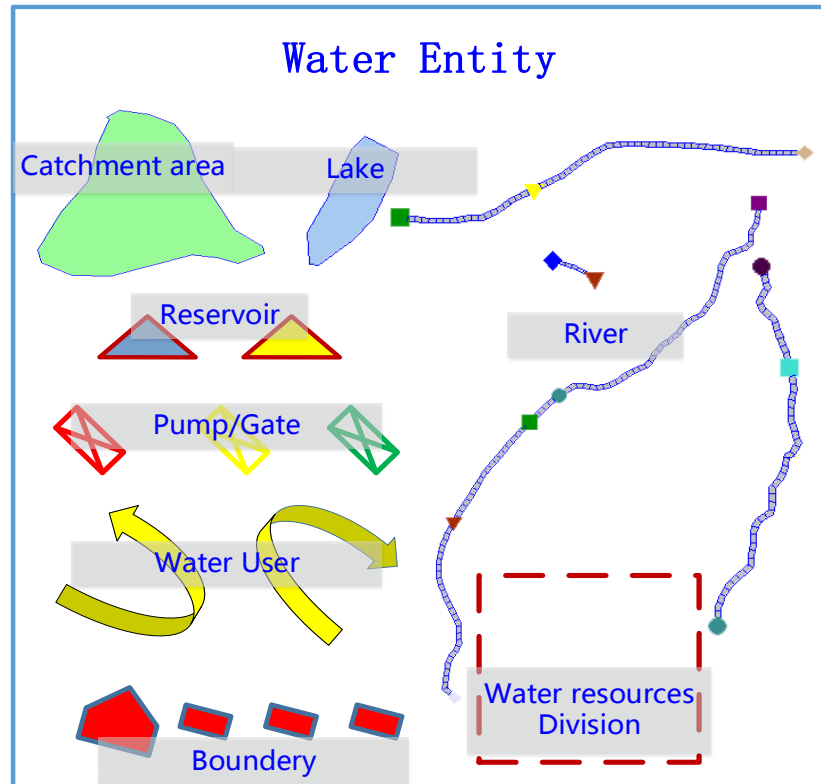 Water Entity
Catchment area
Lake
Reservoir
River
Pump/Gate
Water User
Water resources
Division
Boundery